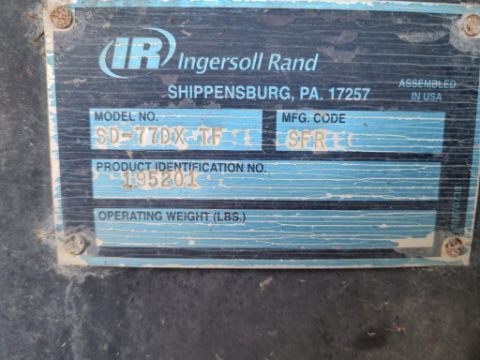 IR Ingersoll Rand
SHIPPENSBURG, PA. 17257
ASSEMBLED
IN USA
MODEL NO.
SD-77DX TF
MFG. CODE
SFR
PRODUCT IDENTIFICATION NO.
195201
OPERATING WEIGHT (LBS.)